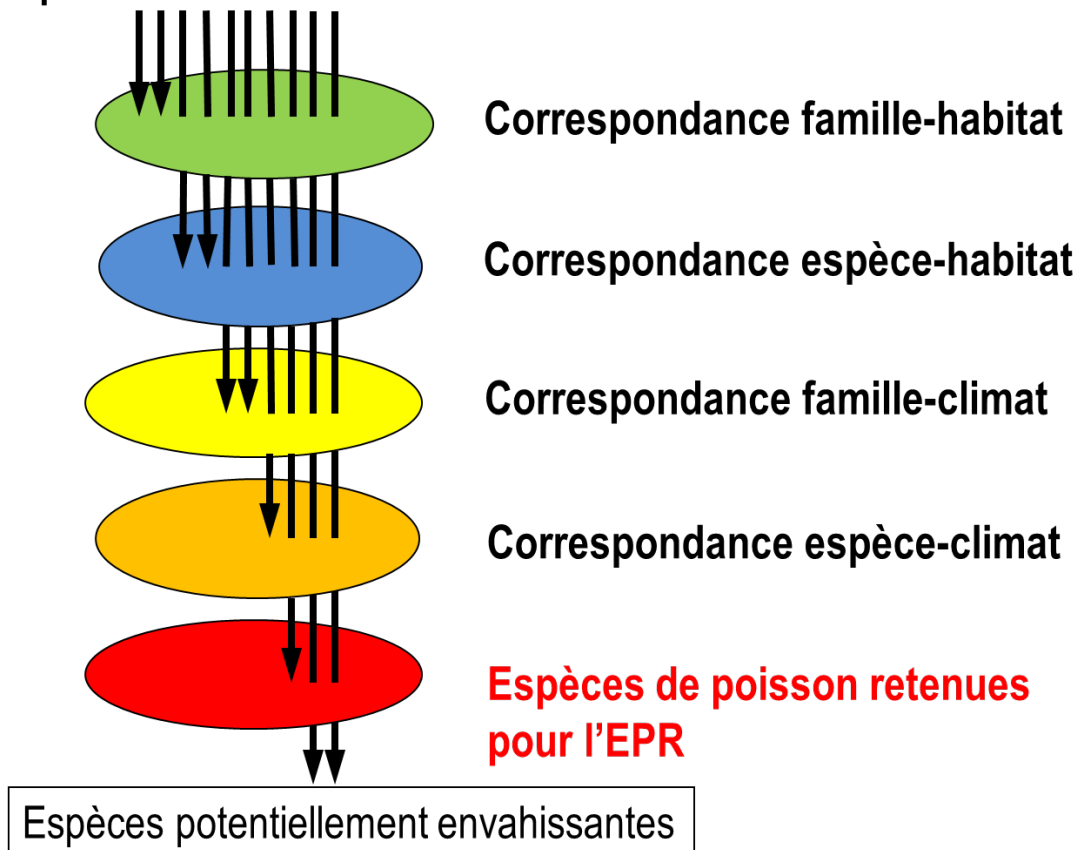 Correspondance famille-habitat
Correspondance espèce-habitat
Correspondance famille-climat
Correspondance espèce-climat
Espèces de poisson retenues
pour l’EPR
Espèces potentiellement envahissantes